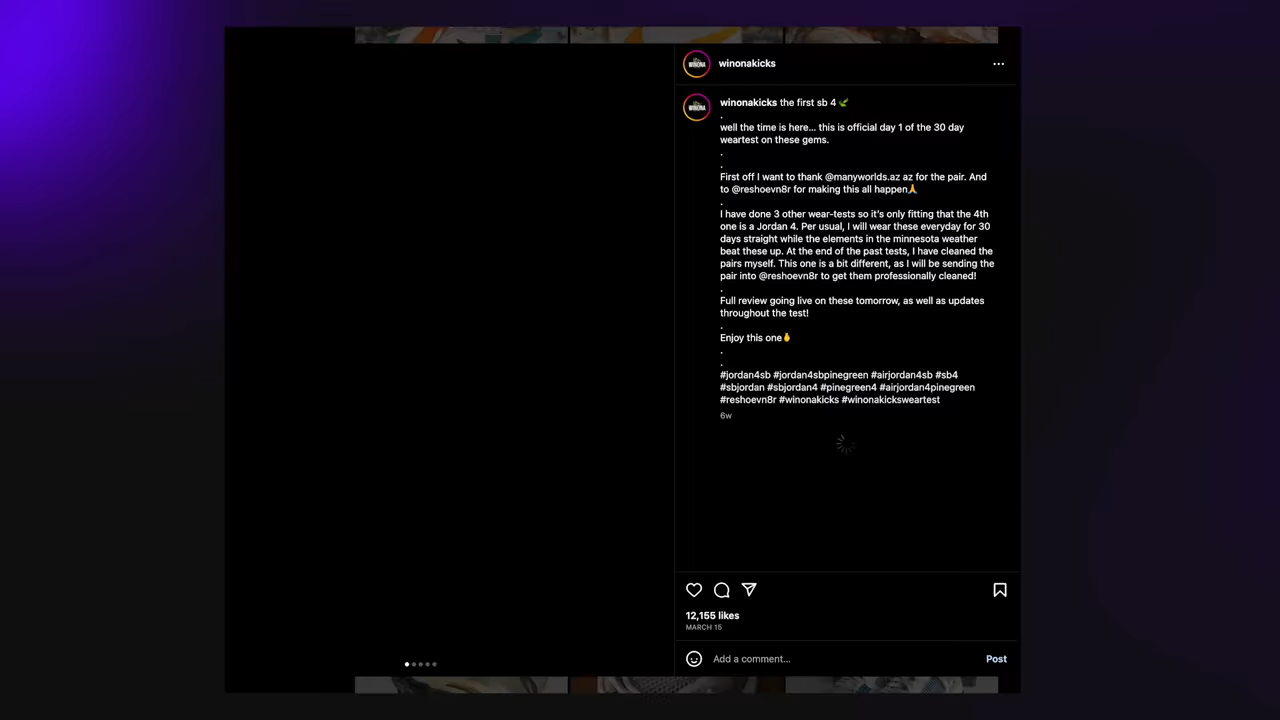 winonakicks
WINONA
WINONA
winonakicks the first sb 4 🌿
.
well the time is here... this is official day 1 of the 30 day
weartest on these gems.
.
.
First off I want to thank @manyworlds.az az for the pair. And
to @reshoevn8r for making this all happen🙏
.
I have done 3 other wear-tests so it's only fitting that the 4th
one is a Jordan 4. Per usual, I will wear these everyday for 30
days straight while the elements in the minnesota weather
beat these up. At the end of the past tests, I have cleaned the
pairs myself. This one is a bit different, as I will be sending the
pair into @reshoevn8r to get them professionally cleaned!
.
Full review going live on these tomorrow, as well as updates
throughout the test!
.
Enjoy this one
.
.
#jordan4sb #jordan4sbpinegreen #airjordan4sb #sb4
#sbjordan #sbjordan4 #pinegreen4 #airjordan4pinegreen
#reshoevn8r #winonakicks #winonakicksweartest
6w
12,155 likes
MARCH 15
Add a comment...
Post